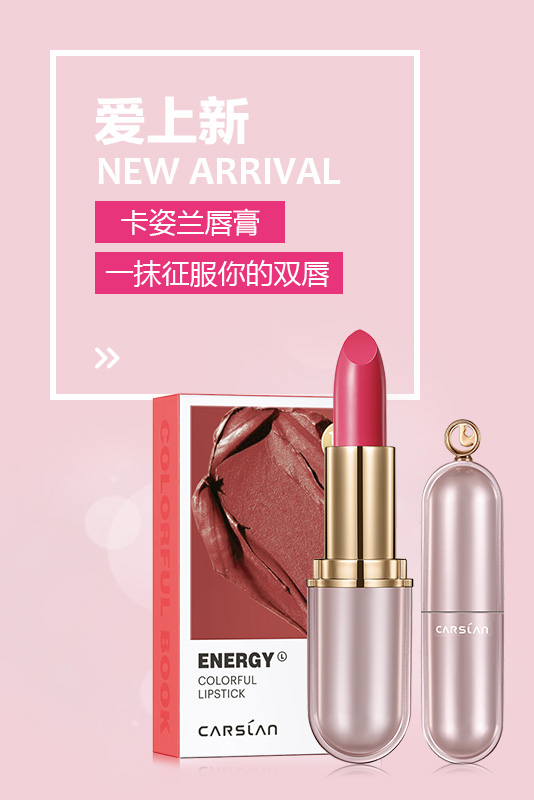 爱上新
NEW ARRIVAL
卡姿兰唇膏
一抹征服你的双唇
COLORFUL BOOK
ENERGY Ⓛ
COLORFUL
LIPSTICK
CARSLAN
CARSLAN